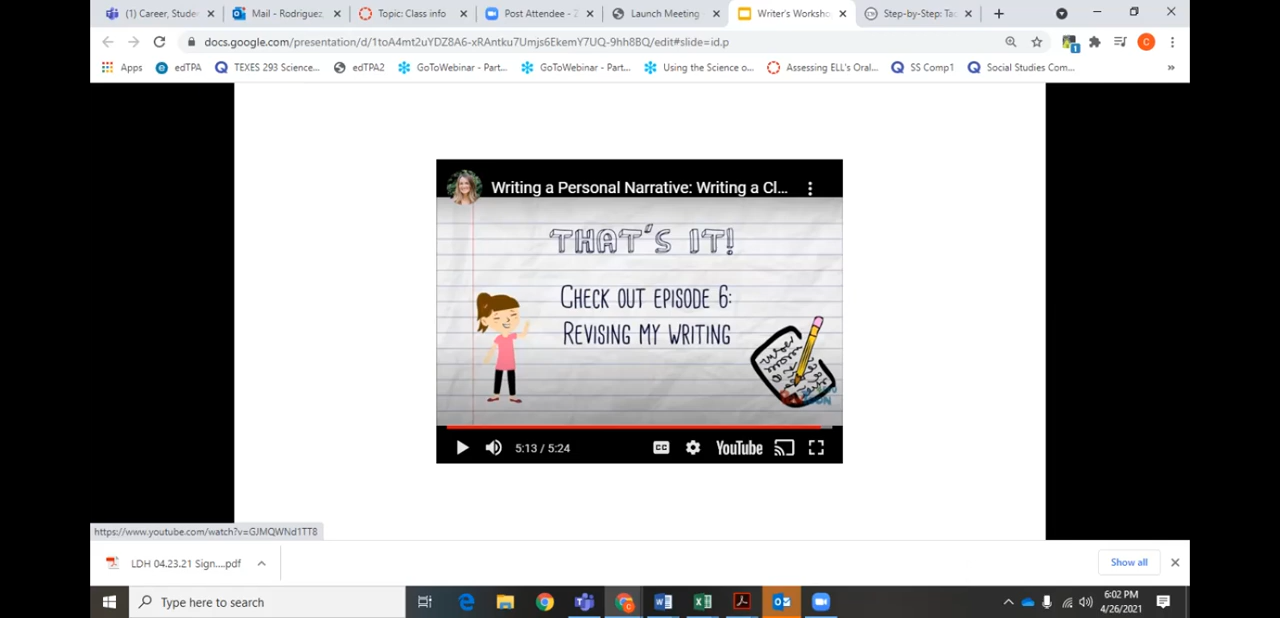 (1) Career, Stude
Mail - Rodriguez,
Topic: Class info
Post Attendee - Z
Launch Meeting
Writer's Worksho
Step-by-Step: Tac
docs.google.com/presentation/d/1toA4mt2uYDZ8A6-xRAntku7Umjs6EkemY7UQ-9hh8BQ/edit#slide=id.p
1
C
Apps
edTPA
TEXES 293 Science...
edTPA2
GoToWebinar - Part...
GoToWebinar - Part...
Using the Science o...
Assessing ELL's Oral...
SS Comp1
Social Studies Com...
»
Writing a Personal Narrative: Writing a Cl...
THAT'S IT!
CHECK OUT EPISODE 6:
REVISING MY WRITING
5:13 / 5:24
CC
YouTube
https://www.youtube.com/watch?v=GJMQWNd1TT8
LDH 04.23.21 Sign....pdf
Show all
Type here to search
6:02 PM
4/26/2021